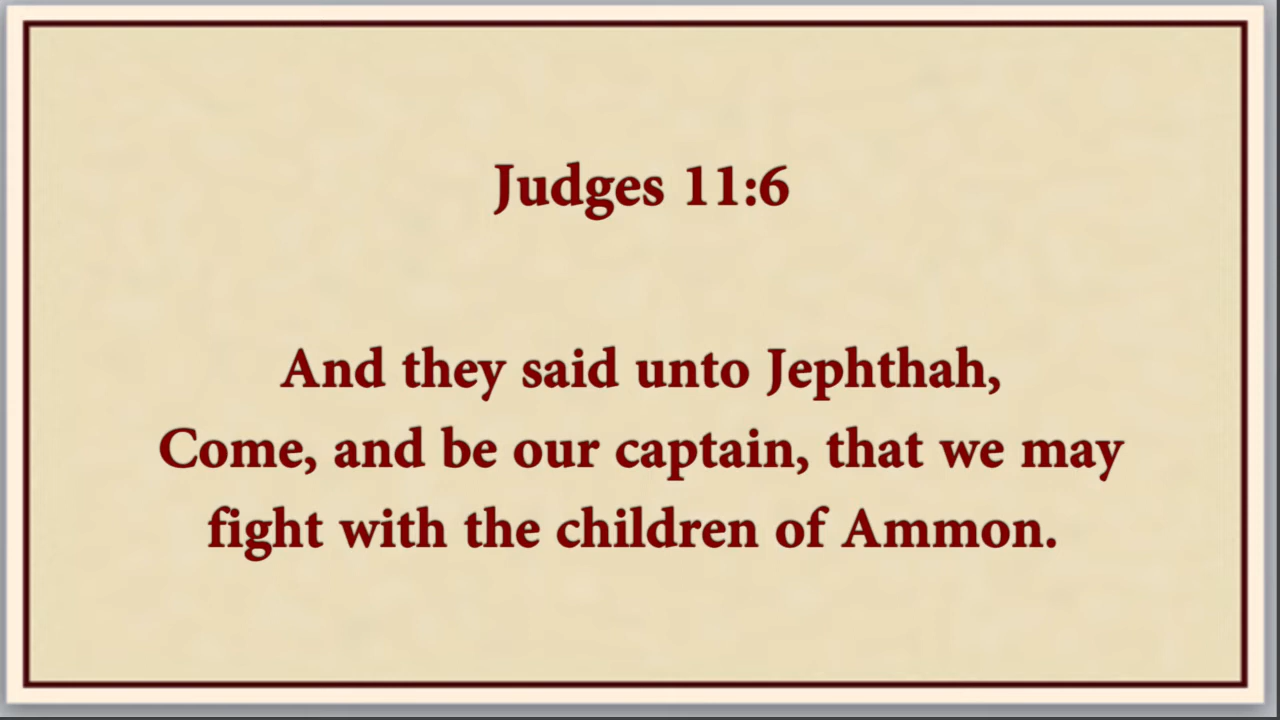 Judges 11:6
And they said unto Jephthah,
Come, and be our captain, that we may
fight with the children of Ammon.